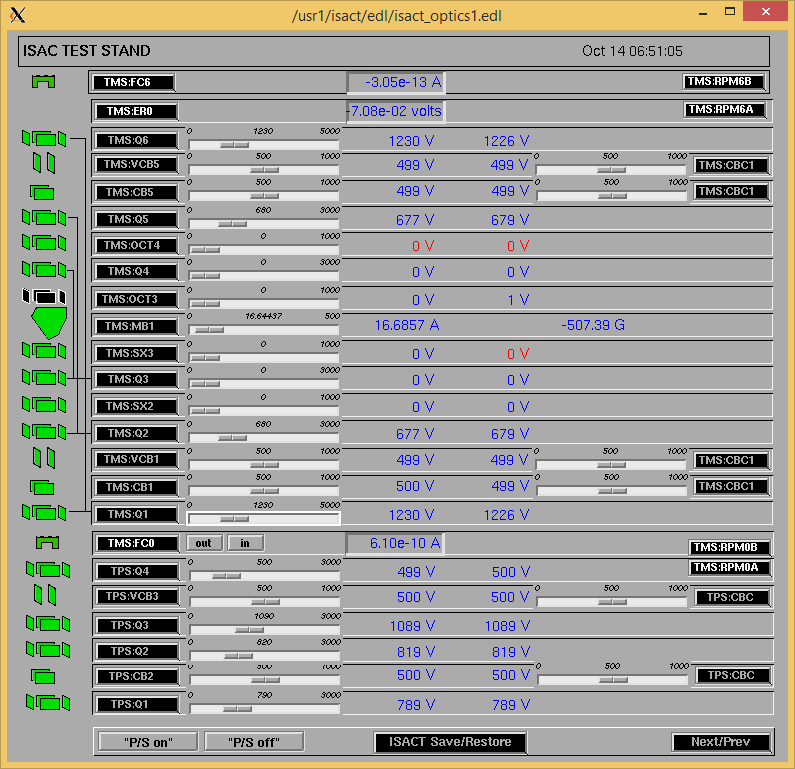 /usr1/isact/edl/isact_optics1.edl
ISAC TEST STAND Oct 14 06:51:05
TMS:FC6 -3.05e-13 A TMS:RPM6B
TMS:ER0 -7.08e-02 volts TMS:RPM6A
TMS:Q6 0 1230 5000 1230 V 1226 V
TMS:VCB5 0 500 1000 499 V 499 V 0 500 1000 TMS:CBC1
TMS:CB5 0 500 1000 499 V 499 V 0 500 1000 TMS:CBC1
TMS:Q5 0 680 3000 677 V 679 V
TMS:OCT4 0 0 1000 0 V 0 V
TMS:Q4 0 0 3000 0 V 0 V
TMS:OCT3 0 0 1000 0 V 1 V
TMS:MB1 0 16.64437 500 16.6857 A -507.39 G
TMS:SX3 0 0 1000 0 V 0 V
TMS:Q3 0 0 3000 0 V 0 V
TMS:SX2 0 0 1000 0 V 0 V
TMS:Q2 0 680 3000 677 V 679 V
TMS:VCB1 0 500 1000 499 V 499 V 0 500 1000 TMS:CBC1
TMS:CB1 0 500 1000 500 V 499 V 0 500 1000 TMS:CBC1
TMS:Q1 0 1230 5000 1230 V 1226 V
TMS:FC0 out in 6.10e-10 A TMS:RPM0B
TPS:Q4 0 500 3000 499 V 500 V TMS:RPM0A
TPS:VCB3 0 500 1000 500 V 500 V 0 500 1000 TPS:CBC
TPS:Q3 0 1090 3000 1089 V 1089 V
TPS:Q2 0 820 3000 819 V 819 V
TPS:CB2 0 500 1000 500 V 500 V 0 500 1000 TPS:CBC
TPS:Q1 0 790 3000 789 V 789 V
"P/S on" "P/S off" ISACT Save/Restore Next/Prev